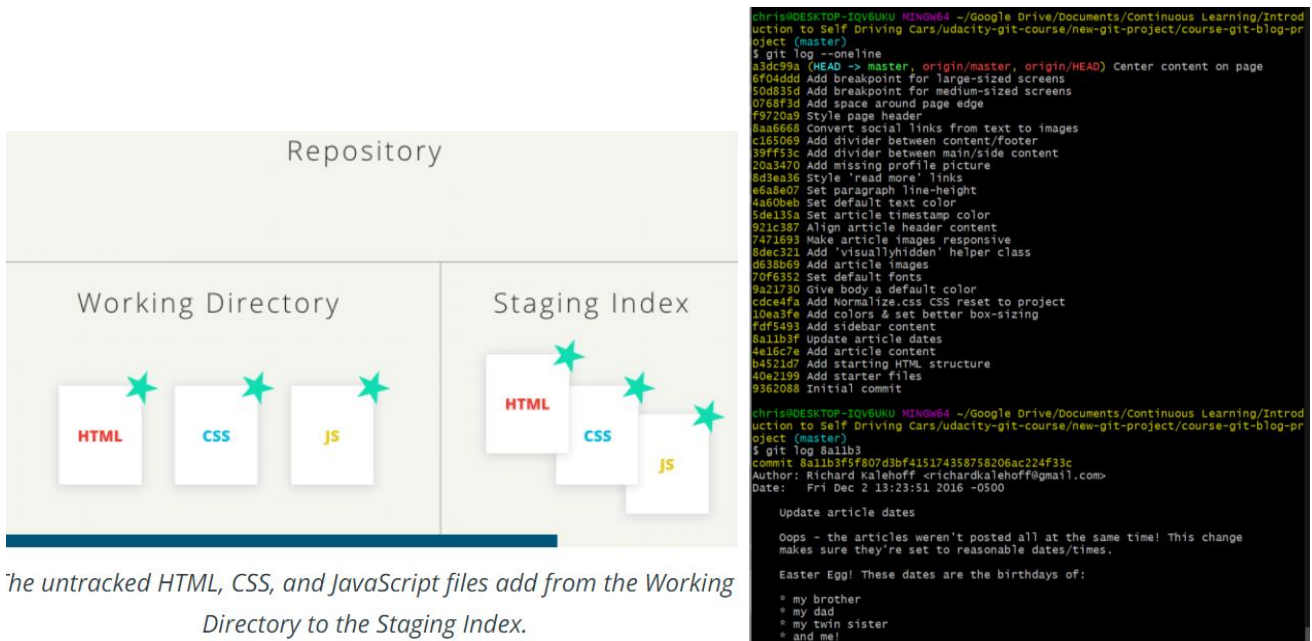 Repository
Working Directory
Staging Index
HTML
CSS
JS
HTML
CSS
JS
The untracked HTML, CSS, and JavaScript files add from the Working
Directory to the Staging Index.
chris@DESKTOP-IQV6UKU MINGW64 ~/Google Drive/Documents/Continuous Learning/Introd
uction to Self Driving Cars/udacity-git-course/new-git-project/course-git-blog-pr
oject (master)
$ git log --oneline
a3dc99a (HEAD -> master, origin/master, origin/HEAD) Center content on page
6f04ddd Add breakpoint for large-sized screens
50d835d Add breakpoint for medium-sized screens
0768f3d Add space around page edge
f9720a9 Style page header
8aa6668 Convert social links from text to images
c165069 Add divider between content/footer
39ff53c Add divider between main/side content
20a3470 Add missing profile picture
8d3ea36 Style 'read more' links
e6a8e07 Set paragraph line-height
4a60beb Set default text color
5de135a Set article timestamp color
921c387 Align article header content
7471693 Make article images responsive
8dec321 Add 'visuallyhidden' helper class
d638b69 Add article images
70f6352 Set default fonts
9a21730 Give body a default color
cdce4fa Add Normalize.css CSS reset to project
10ea3fe Add colors & set better box-sizing
fdf5493 Add sidebar content
8a11b3f Update article dates
4e16c7e Add article content
b4521d7 Add starting HTML structure
40e2199 Add starter files
9362088 Initial commit
chris@DESKTOP-IQV6UKU MINGW64 ~/Google Drive/Documents/Continuous Learning/Introd
uction to Self Driving Cars/udacity-git-course/new-git-project/course-git-blog-pr
oject (master)
$ git log 8a11b3
commit 8a11b3f5f807d3bf415174358758206ac224f33c
Author: Richard Kalehoff <richardkalehoff@gmail.com>
Date:   Fri Dec 2 13:23:51 2016 -0500
Update article dates
Oops - the articles weren't posted all at the same time! This change
makes sure they're set to reasonable dates/times.
Easter Egg! These dates are the birthdays of:
* my brother
* my dad
* my twin sister
* and me!